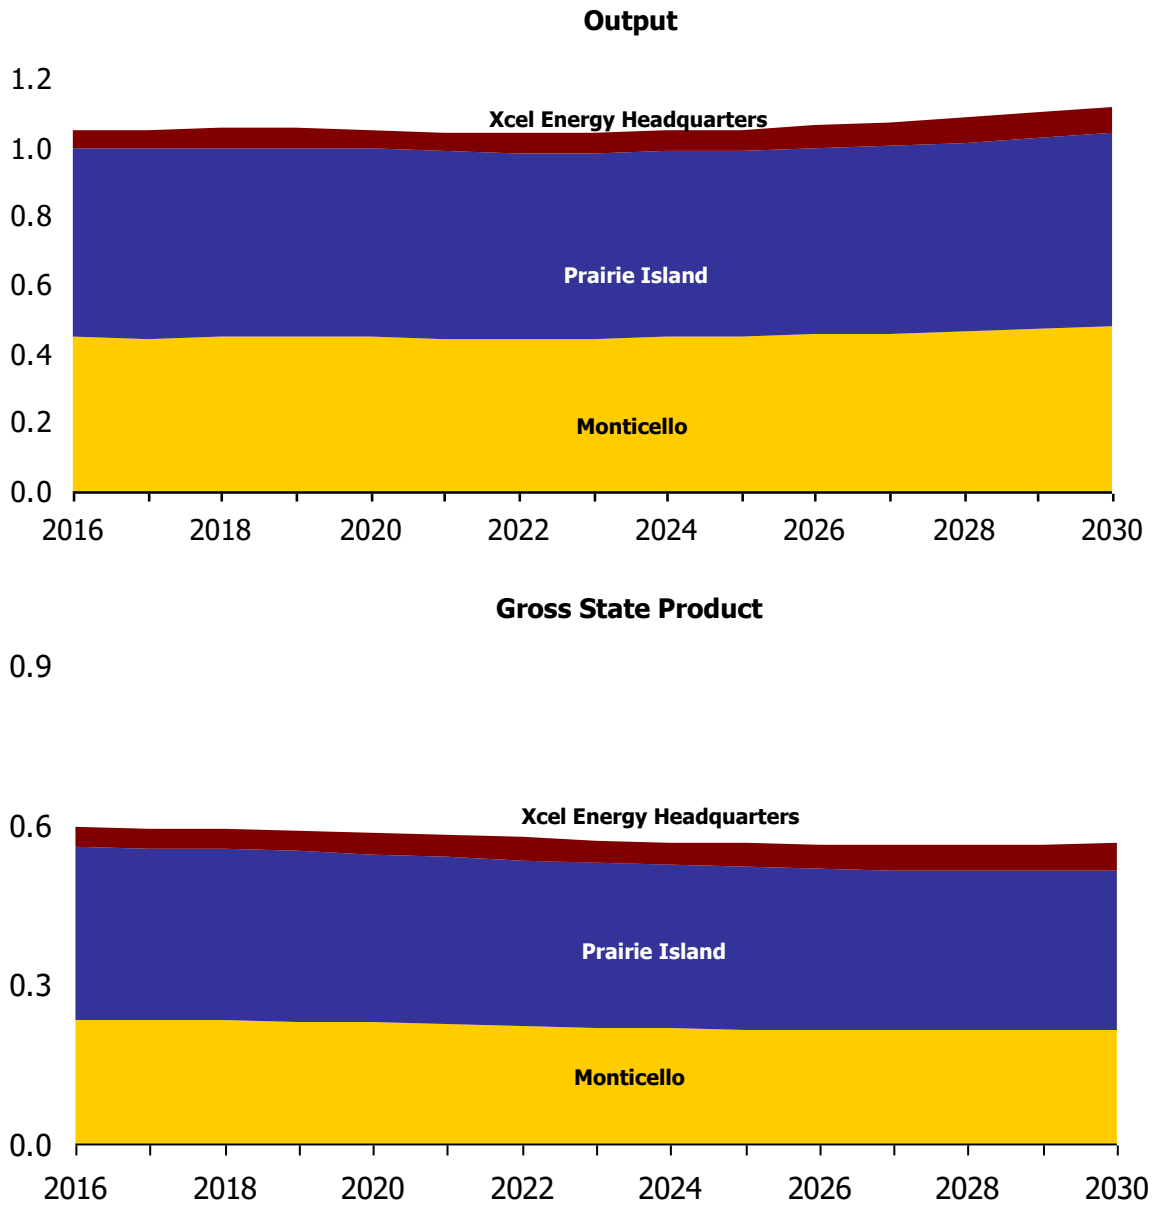 Output
1.2
Xcel Energy Headquarters
1.0
0.8
Prairie Island
0.6
0.4
Monticello
0.2
0.0
2016 2018 2020 2022 2024 2026 2028 2030
Gross State Product
0.9
Xcel Energy Headquarters
0.6
Prairie Island
0.3
Monticello
0.0
2016 2018 2020 2022 2024 2026 2028 2030